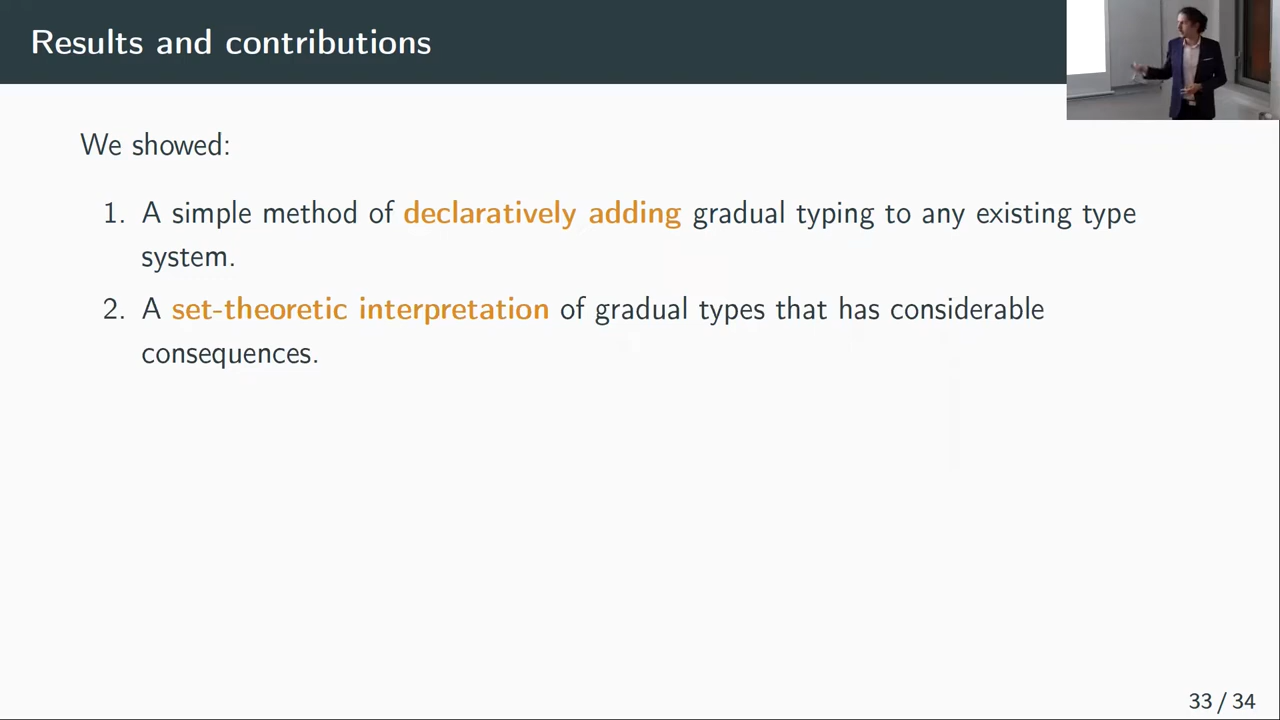 Results and contributions
We showed:
1. A simple method of declaratively adding gradual typing to any existing type
system.
2. A set-theoretic interpretation of gradual types that has considerable
consequences.
33 / 34